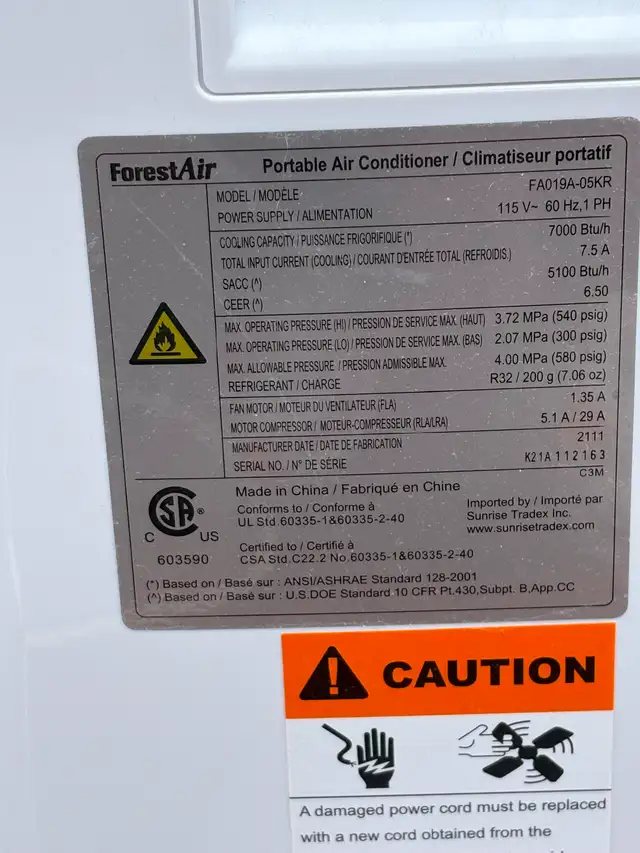 ForestAir Portable Air Conditioner / Climatiseur portatif
MODEL / MODÈLE FA019A-05KR
POWER SUPPLY / ALIMENTATION 115 V~ 60 Hz,1 PH
COOLING CAPACITY / PUISSANCE FRIGORIFIQUE (*) 7000 Btu/h
TOTAL INPUT CURRENT (COOLING) / COURANT D'ENTRÉE TOTAL (REFROIDIS.) 7.5 A
SACC (^) 5100 Btu/h
CEER (^) 6.50
MAX. OPERATING PRESSURE (HI) / PRESSION DE SERVICE MAX. (HAUT) 3.72 MPa (540 psig)
MAX. OPERATING PRESSURE (LO) / PRESSION DE SERVICE MAX. (BAS) 2.07 MPa (300 psig)
MAX. ALLOWABLE PRESSURE / PRESSION ADMISSIBLE MAX. 4.00 MPa (580 psig)
REFRIGERANT / CHARGE R32 / 200 g (7.06 oz)
FAN MOTOR / MOTEUR DU VENTILATEUR (FLA) 1.35 A
MOTOR COMPRESSOR / MOTEUR-COMPRESSEUR (RLA/LRA) 5.1 A / 29 A
MANUFACTURER DATE / DATE DE FABRICATION 2111
SERIAL NO. / N° DE SÉRIE K21A112163
C3M
CSA
C US
603590
Made in China / Fabriqué en Chine
Conforms to / Conforme à
UL Std.60335-1&60335-2-40
Imported by / Importé par
Sunrise Tradex Inc.
www.sunrisetradex.com
Certified to / Certifié à
CSA Std.C22.2 No.60335-1&60335-2-40
(*) Based on / Basé sur : ANSI/ASHRAE Standard 128-2001
(^) Based on / Basé sur : U.S.DOE Standard 10 CFR Pt.430,Subpt. B,App.CC
CAUTION
A damaged power cord must be replaced
with a new cord obtained from the